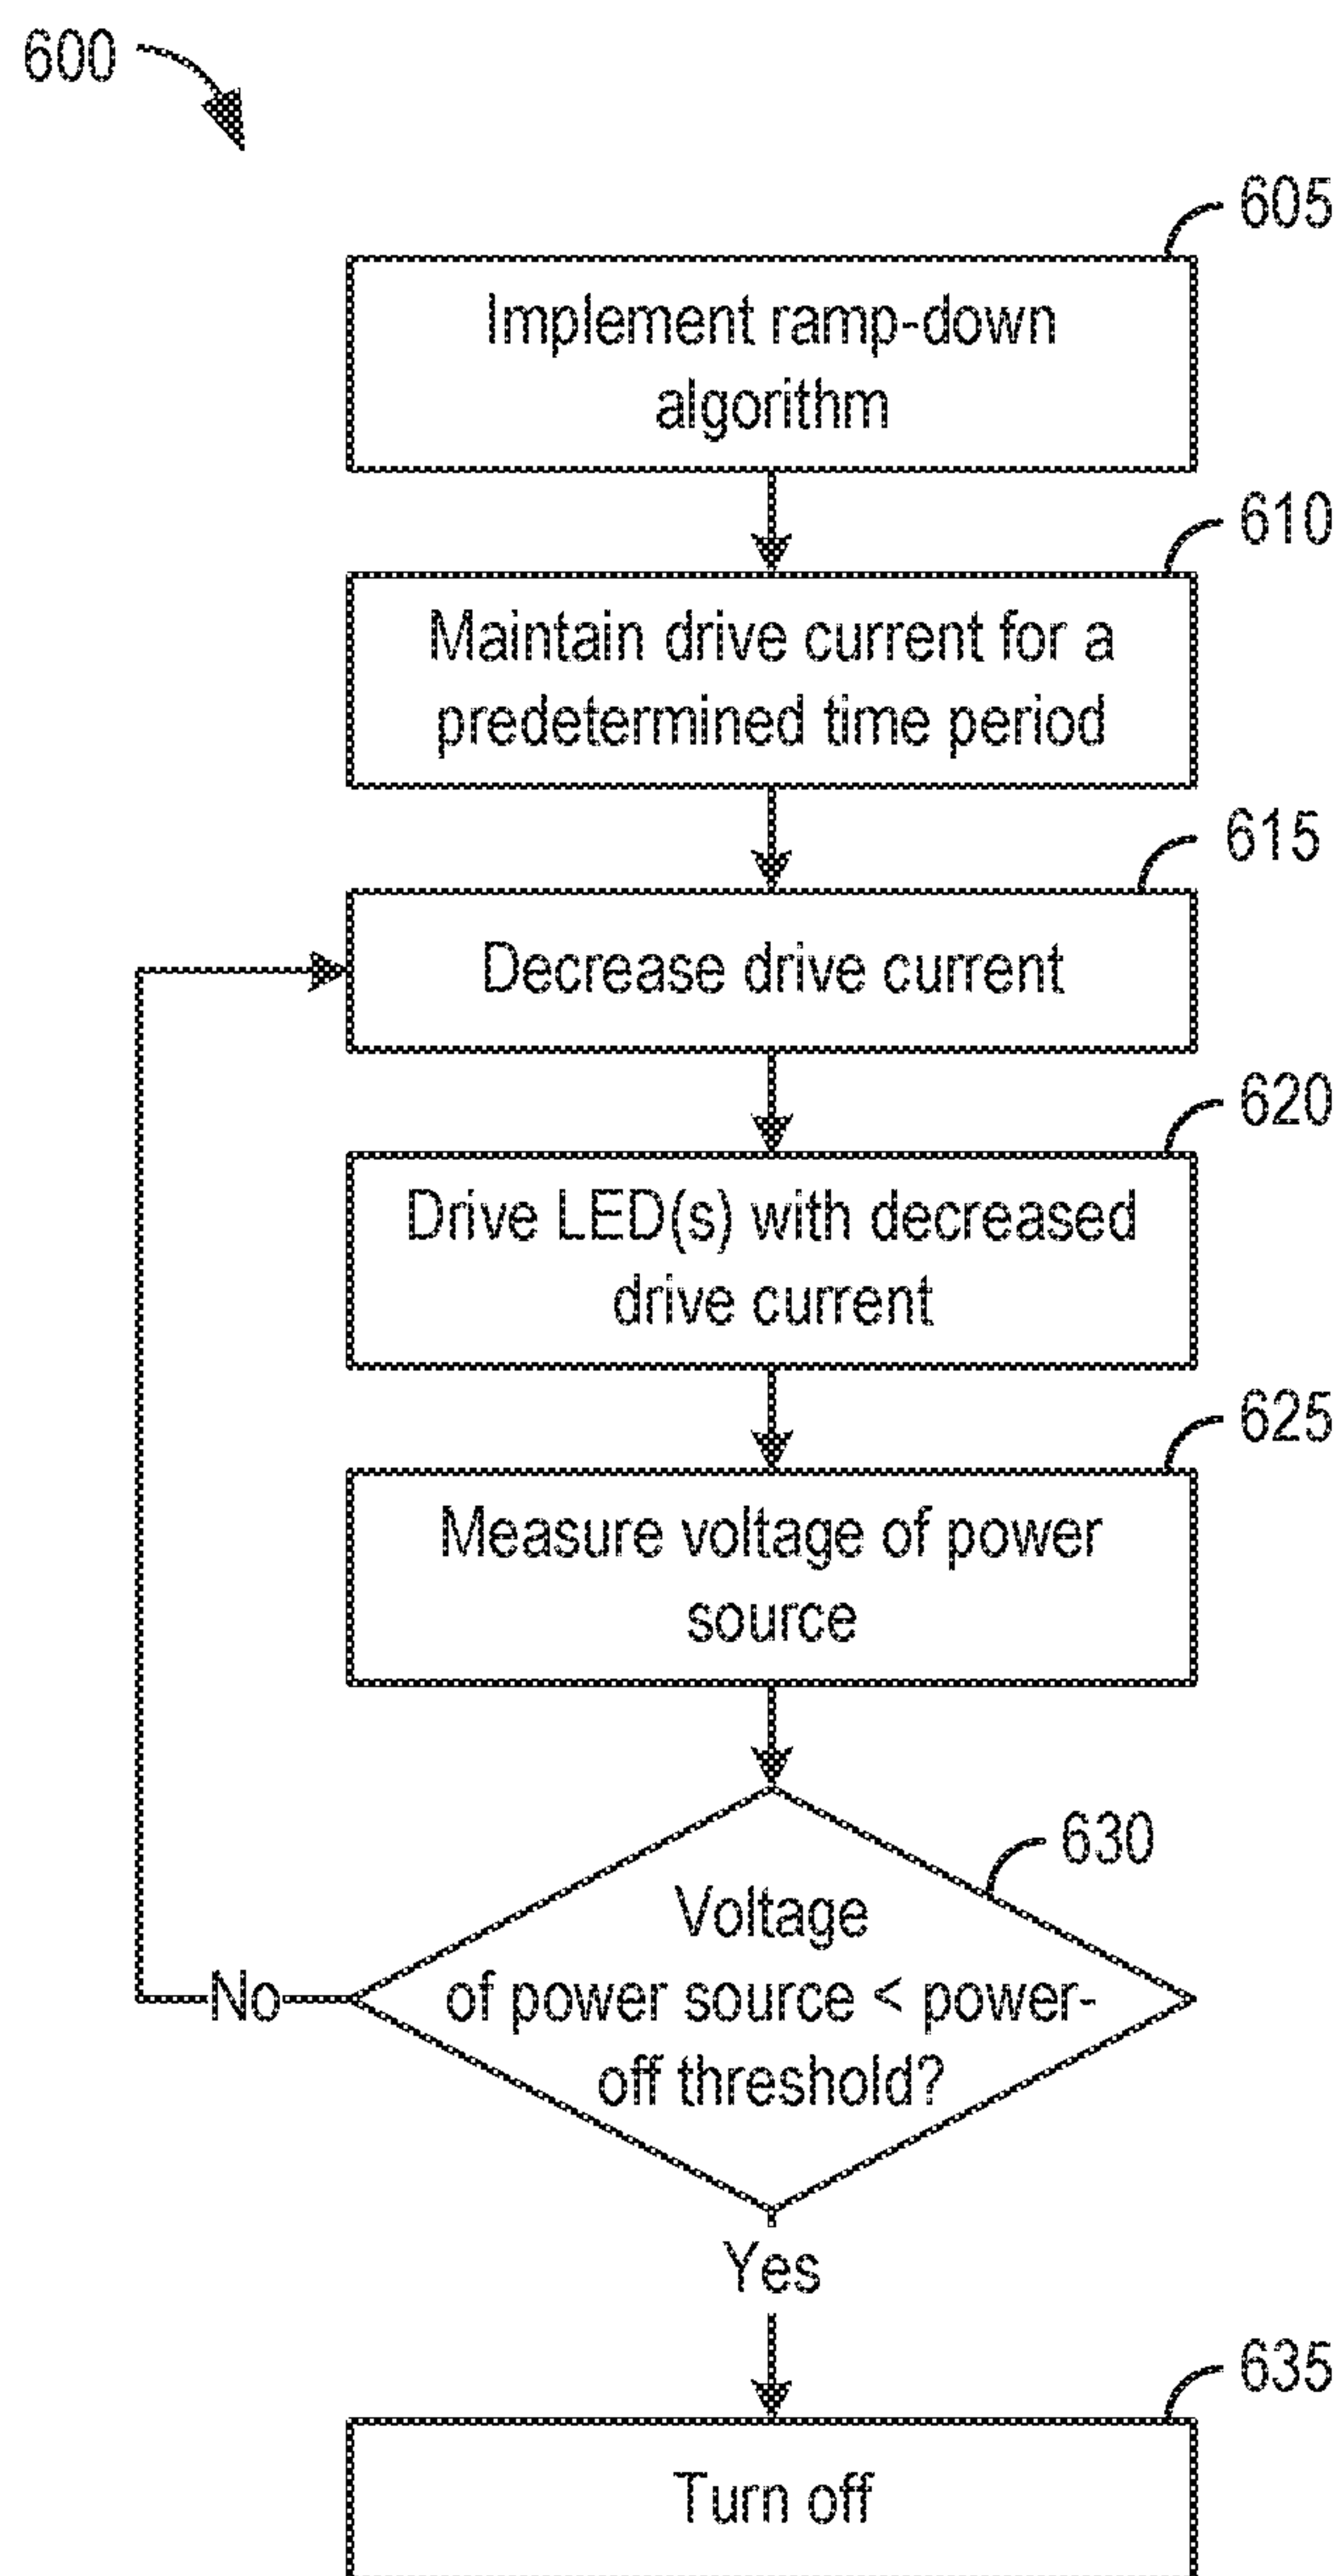 600
605
Implement ramp-down
algorithm
610
Maintain drive current for a
predetermined time period
615
Decrease drive current
620
Drive LED(s) with decreased
drive current
625
Measure voltage of power
source
630
Voltage
of power source < power-
off threshold?
No
Yes
635
Turn off